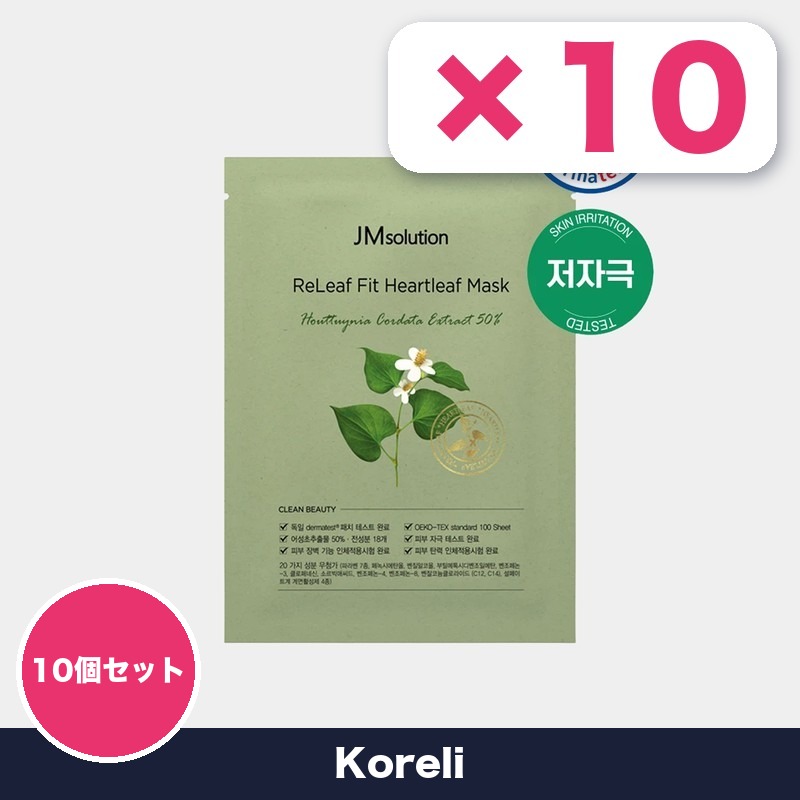 ×10
SKIN IRRITATION
저자극
TESTED
JMsolution
ReLeaf Fit Heartleaf Mask
Houttuynia Cordata Extract 50%
CLEAN BEAUTY
독일 dermatest® 패치 테스트 완료
OEKO-TEX standard 100 Sheet
어성초추출물 50% · 전성분 18개
피부 자극 테스트 완료
피부 장벽 기능 인체적용시험 완료
피부 탄력 인체적용시험 완료
20 가지 성분 무첨가
10個セット
Koreli